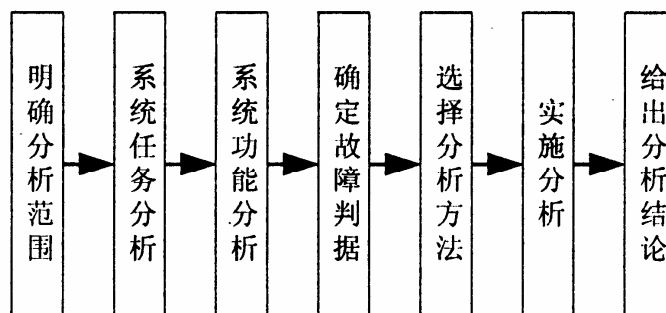 明确分析范围
系统任务分析
系统功能分析
确定故障判据
选择分析方法
实施分析
给出分析结论